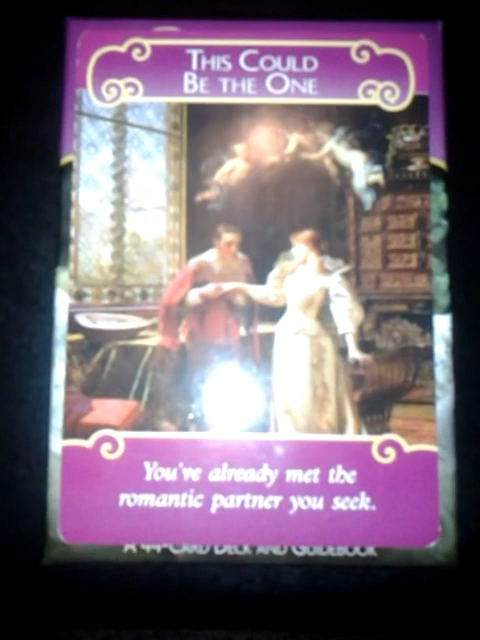 This Could
Be the One
You've already met the
romantic partner you seek.
A 44-Card Deck and Guidebook